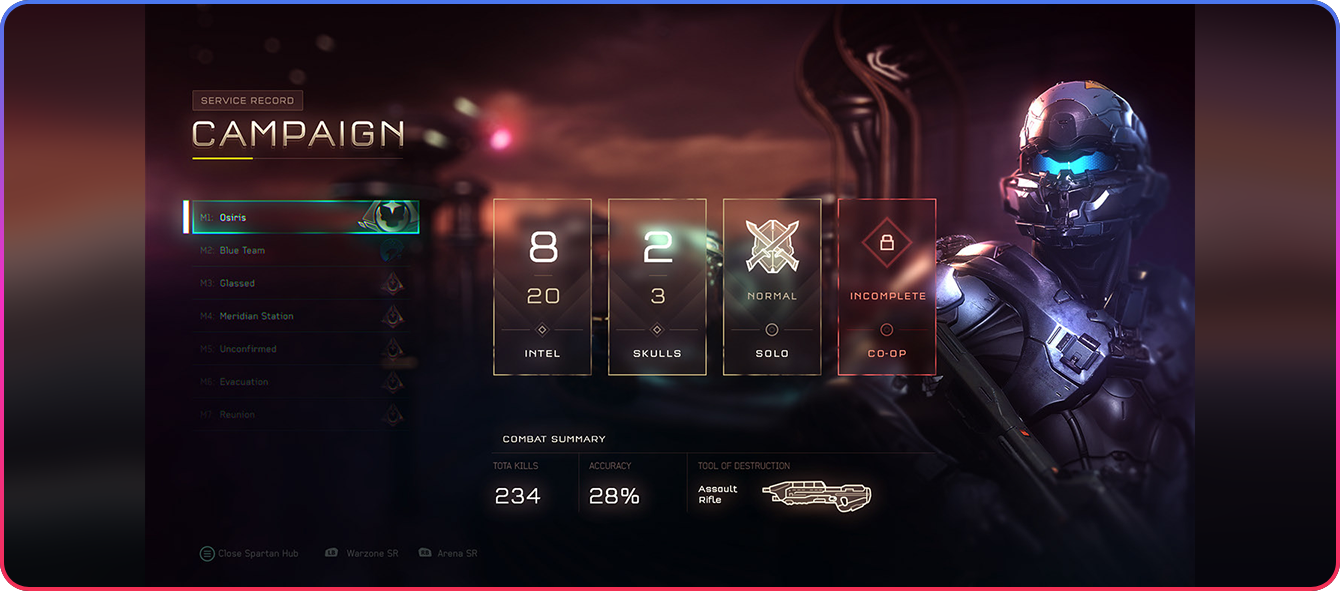 SERVICE RECORD
CAMPAIGN
M1: Osiris
M2: Blue Team
M3: Glassed
M4: Meridian Station
M5: Unconfirmed
M6: Evacuation
M7: Reunion
8
20
INTEL
2
3
SKULLS
NORMAL
SOLO
INCOMPLETE
CO-OP
COMBAT SUMMARY
TOTA KILLS
234
ACCURACY
28%
TOOL OF DESTRUCTION
Assault
Rifle
Close Spartan Hub
LB
Warzone SR
RB
Arena SR